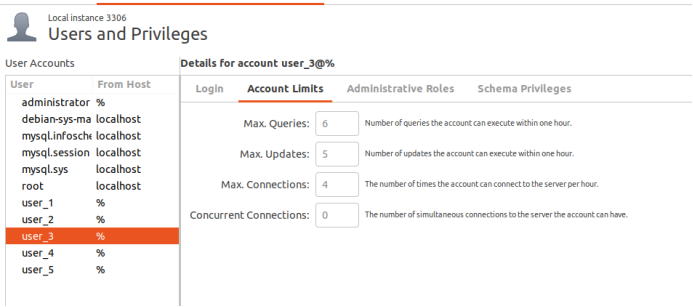 Local instance 3306
Users and Privileges
User Accounts
User From Host
administrator %
debian-sys-ma localhost
mysql.infosche localhost
mysql.session localhost
mysql.sys localhost
root localhost
user_1 %
user_2 %
user_3 %
user_4 %
user_5 %
Details for account user_3@%
Login Account Limits Administrative Roles Schema Privileges
Max. Queries: 6 Number of queries the account can execute within one hour.
Max. Updates: 5 Number of updates the account can execute within one hour.
Max. Connections: 4 The number of times the account can connect to the server per hour.
Concurrent Connections: 0 The number of simultaneous connections to the server the account can have.